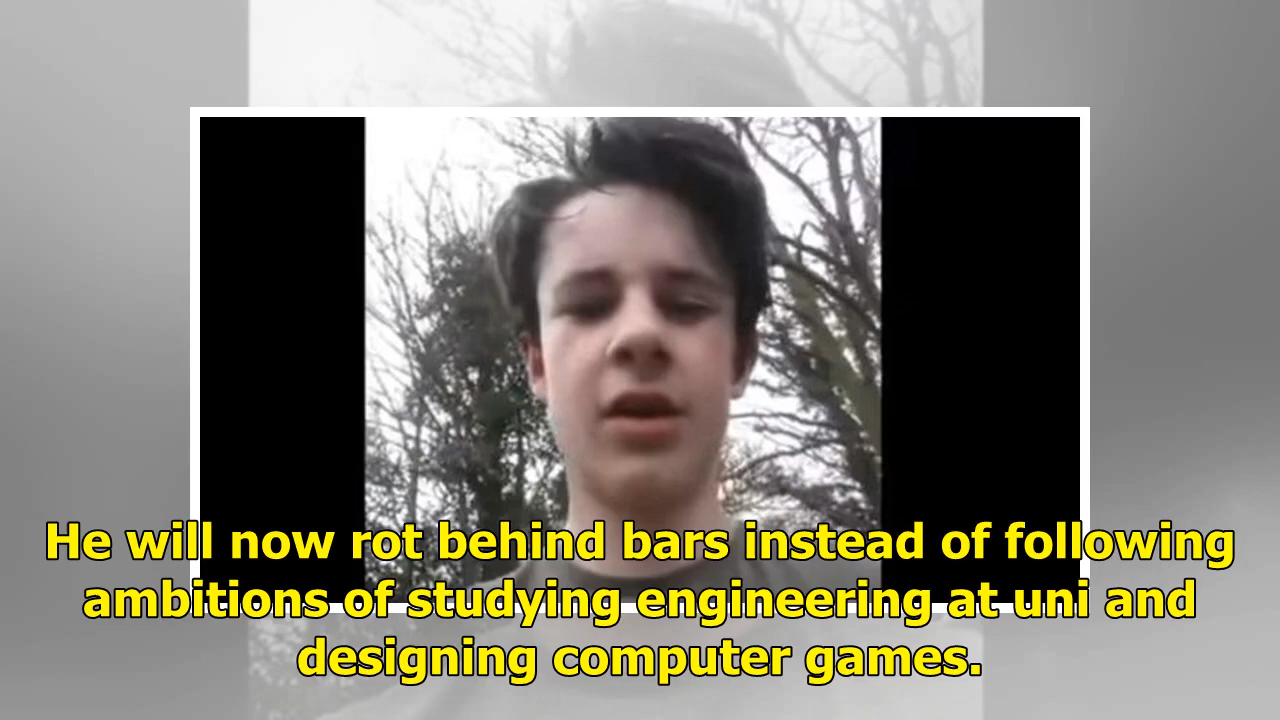 He will now rot behind bars instead of following
ambitions of studying engineering at uni and
designing computer games.